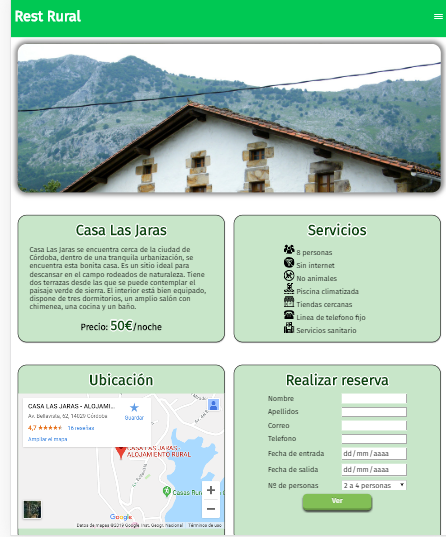 Rest Rural
Casa Las Jaras
Casa Las Jaras se encuentra cerca de la ciudad de
Córdoba, dentro de una tranquila urbanización, se
encuentra esta bonita casa. Es un sitio ideal para
descansar en el campo rodeados de naturaleza. Tiene
dos terrazas desde las que se puede contemplar el
paisaje verde de sierra. El interior está bien equipado,
dispone de tres dormitorios, un amplio salón con
chimenea, una cocina y un baño.
Precio: 50€/noche
Servicios
8 personas
Sin internet
No animales
Piscina climatizada
Tiendas cercanas
Linea de telefono fijo
Servicios sanitario
Ubicación
CASA LAS JARAS - ALOJAMI...
Av. Bellavista, 52, 14029 Córdoca
4,7 ★★★★★ 16 reseñas
Ampliar el mapa
Guardar
CASA LAS JARAS -
ALOJAMIENTO RURAL
Casas Rura
+
−
Google
Datos de mapas ©2019 Google, Inst. Geogr. Nacional
Términos de uso
Realizar reserva
Nombre
Apellidos
Correo
Telefono
Fecha de entrada dd/mm/aaaa
Fecha de salida dd/mm/aaaa
Nº de personas 2 a 4 personas
Ver